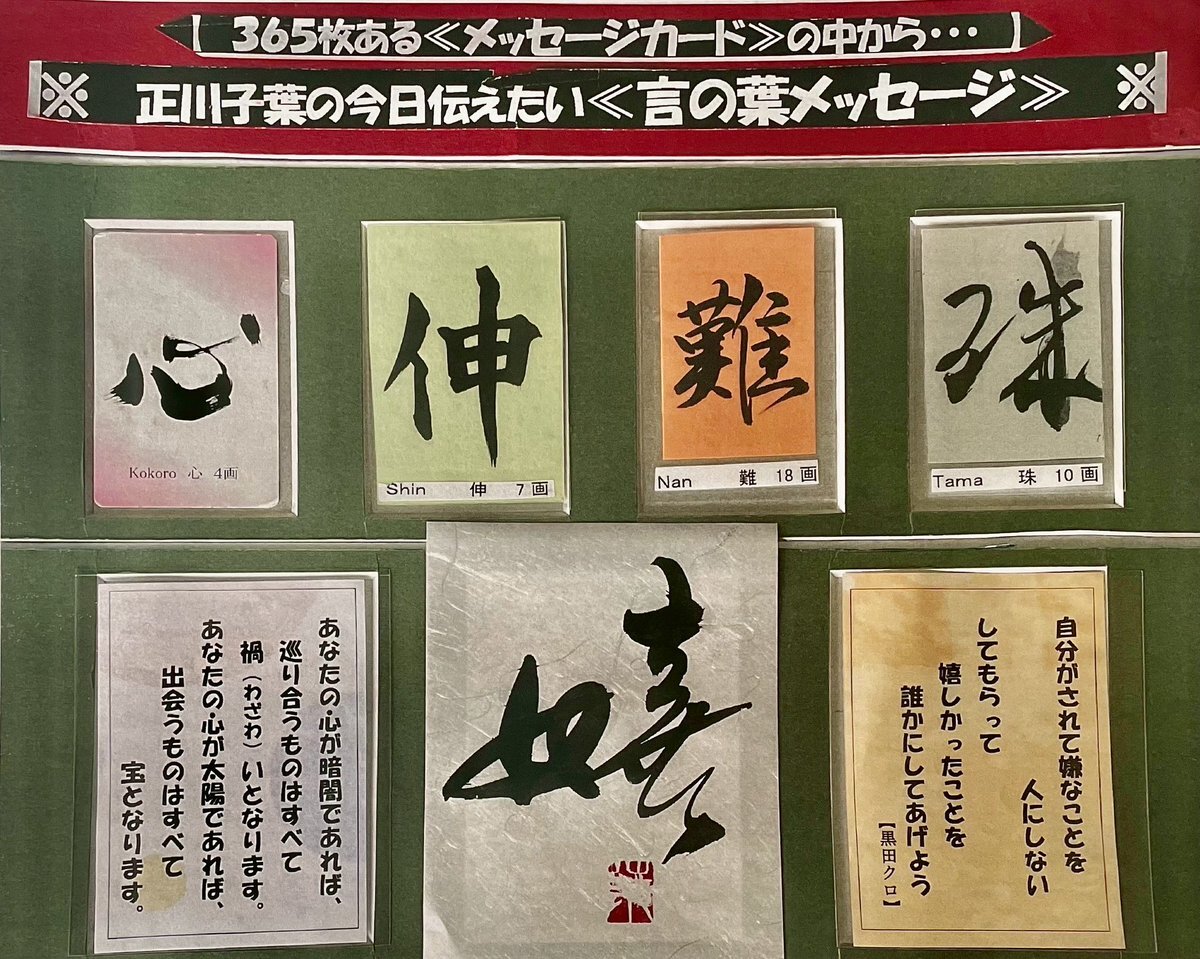 【 365枚ある≪メッセージカード≫の中から・・・ 】
※ 正川子葉の今日伝えたい≪言の葉メッセージ≫ ※
心
Kokoro 心 4画
伸
Shin 伸 7画
難
Nan 難 18画
珠
Tama 珠 10画
あなたの心が暗闇であれば、
巡り合うものはすべて
禍（わざわ）いとなります。
あなたの心が太陽であれば、
出会うものはすべて
宝となります。
嬉
自分がされて嫌なことを
人にしない
してもらって
嬉しかったことを
誰かにしてあげよう
【黒田クロ】